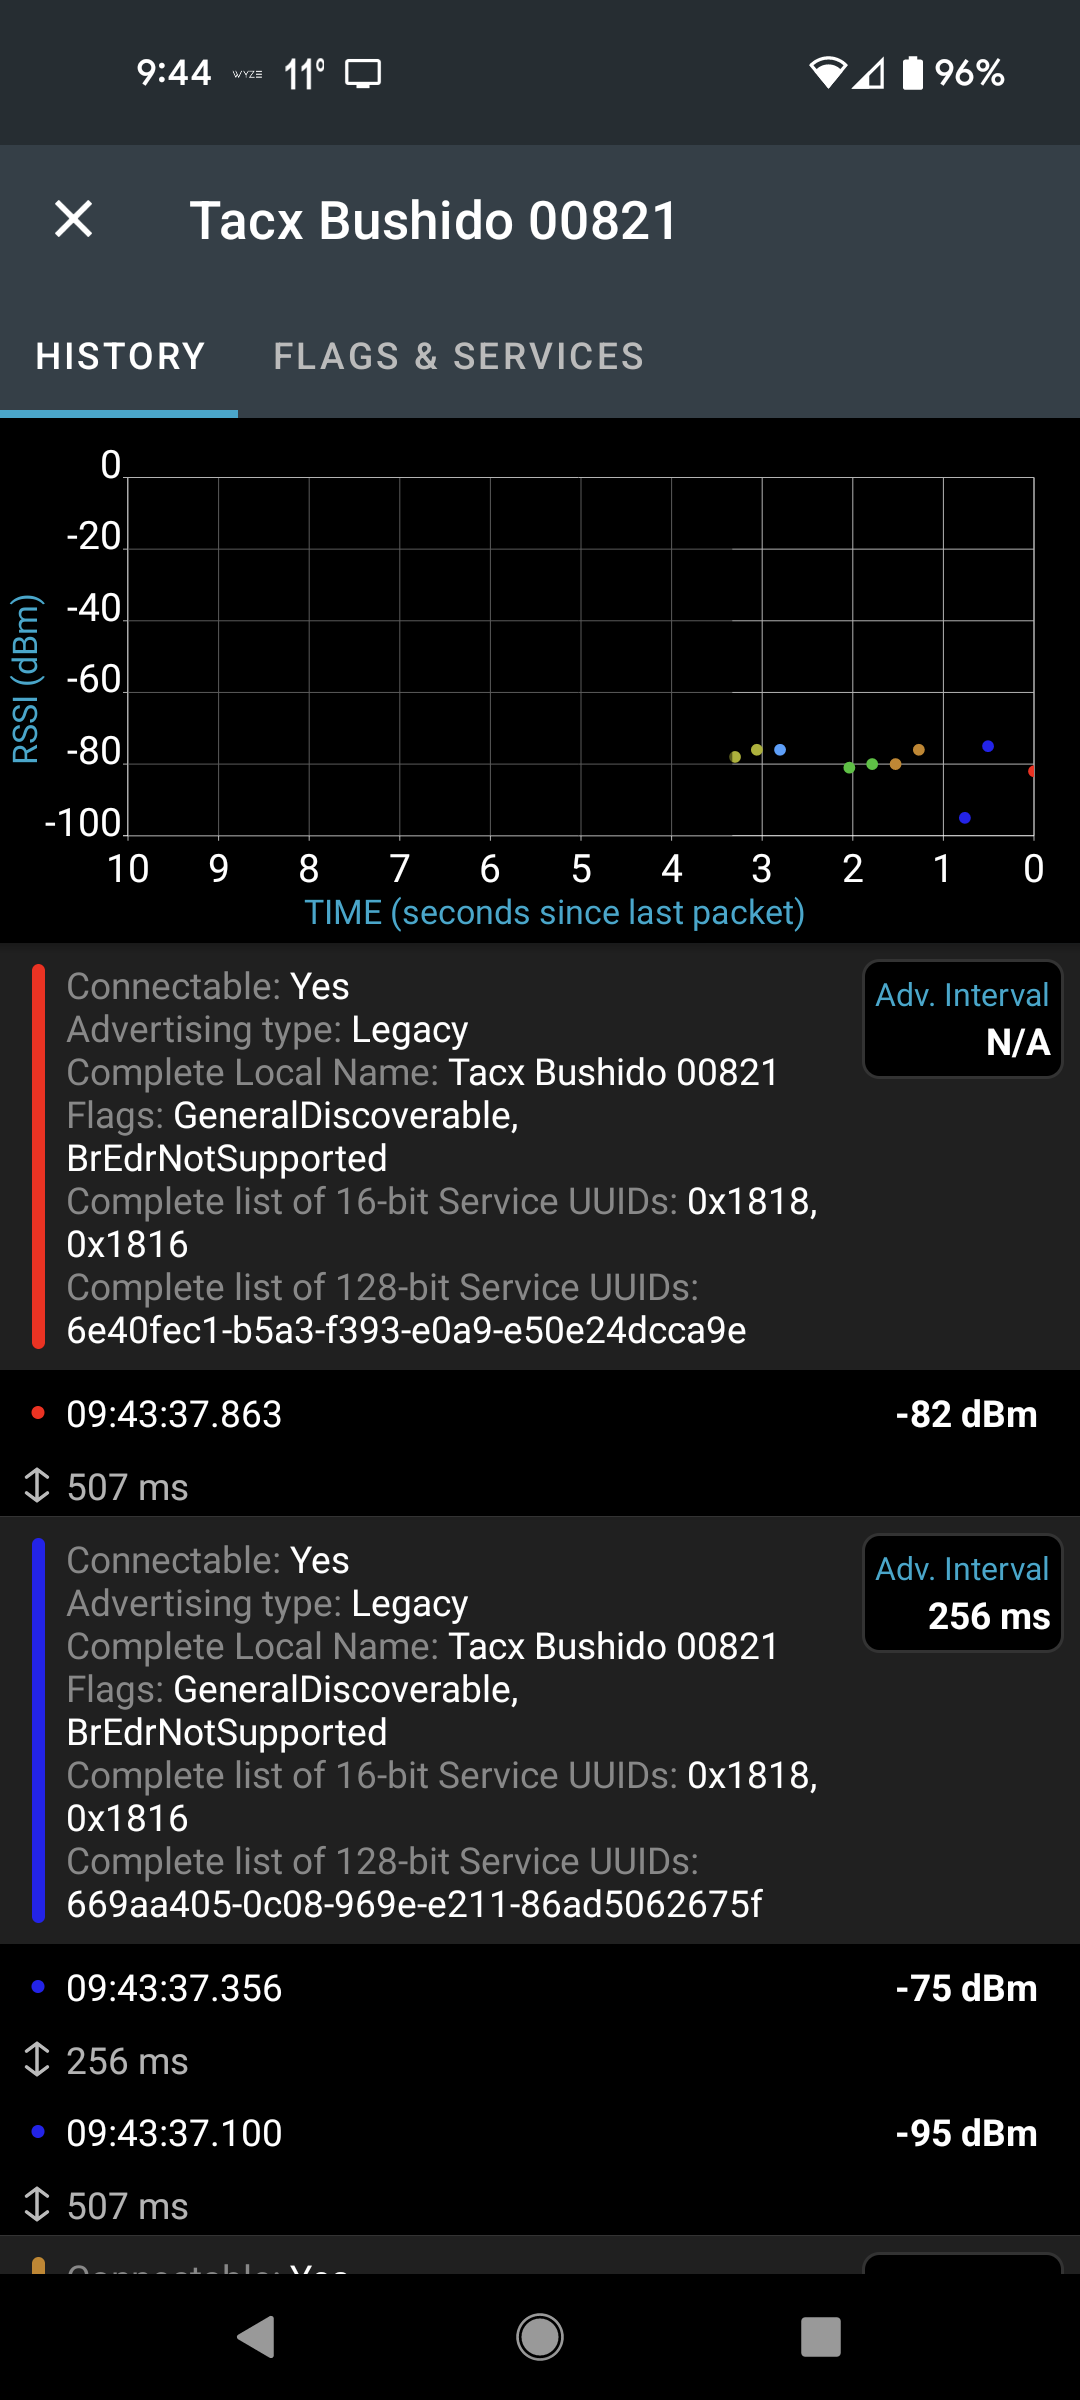 9:44 WYZE 11° 96%
Tacx Bushido 00821
HISTORY FLAGS & SERVICES
0
-20
-40
-60
-80
-100
RSSI (dBm)
10 9 8 7 6 5 4 3 2 1 0
TIME (seconds since last packet)
Connectable: Yes
Adv. Interval
N/A
Advertising type: Legacy
Complete Local Name: Tacx Bushido 00821
Flags: GeneralDiscoverable,
BrEdrNotSupported
Complete list of 16-bit Service UUIDs: 0x1818,
0x1816
Complete list of 128-bit Service UUIDs:
6e40fec1-b5a3-f393-e0a9-e50e24dcca9e
09:43:37.863 -82 dBm
507 ms
Connectable: Yes
Adv. Interval
256 ms
Advertising type: Legacy
Complete Local Name: Tacx Bushido 00821
Flags: GeneralDiscoverable,
BrEdrNotSupported
Complete list of 16-bit Service UUIDs: 0x1818,
0x1816
Complete list of 128-bit Service UUIDs:
669aa405-0c08-969e-e211-86ad5062675f
09:43:37.356 -75 dBm
256 ms
09:43:37.100 -95 dBm
507 ms
Connectable: Yes